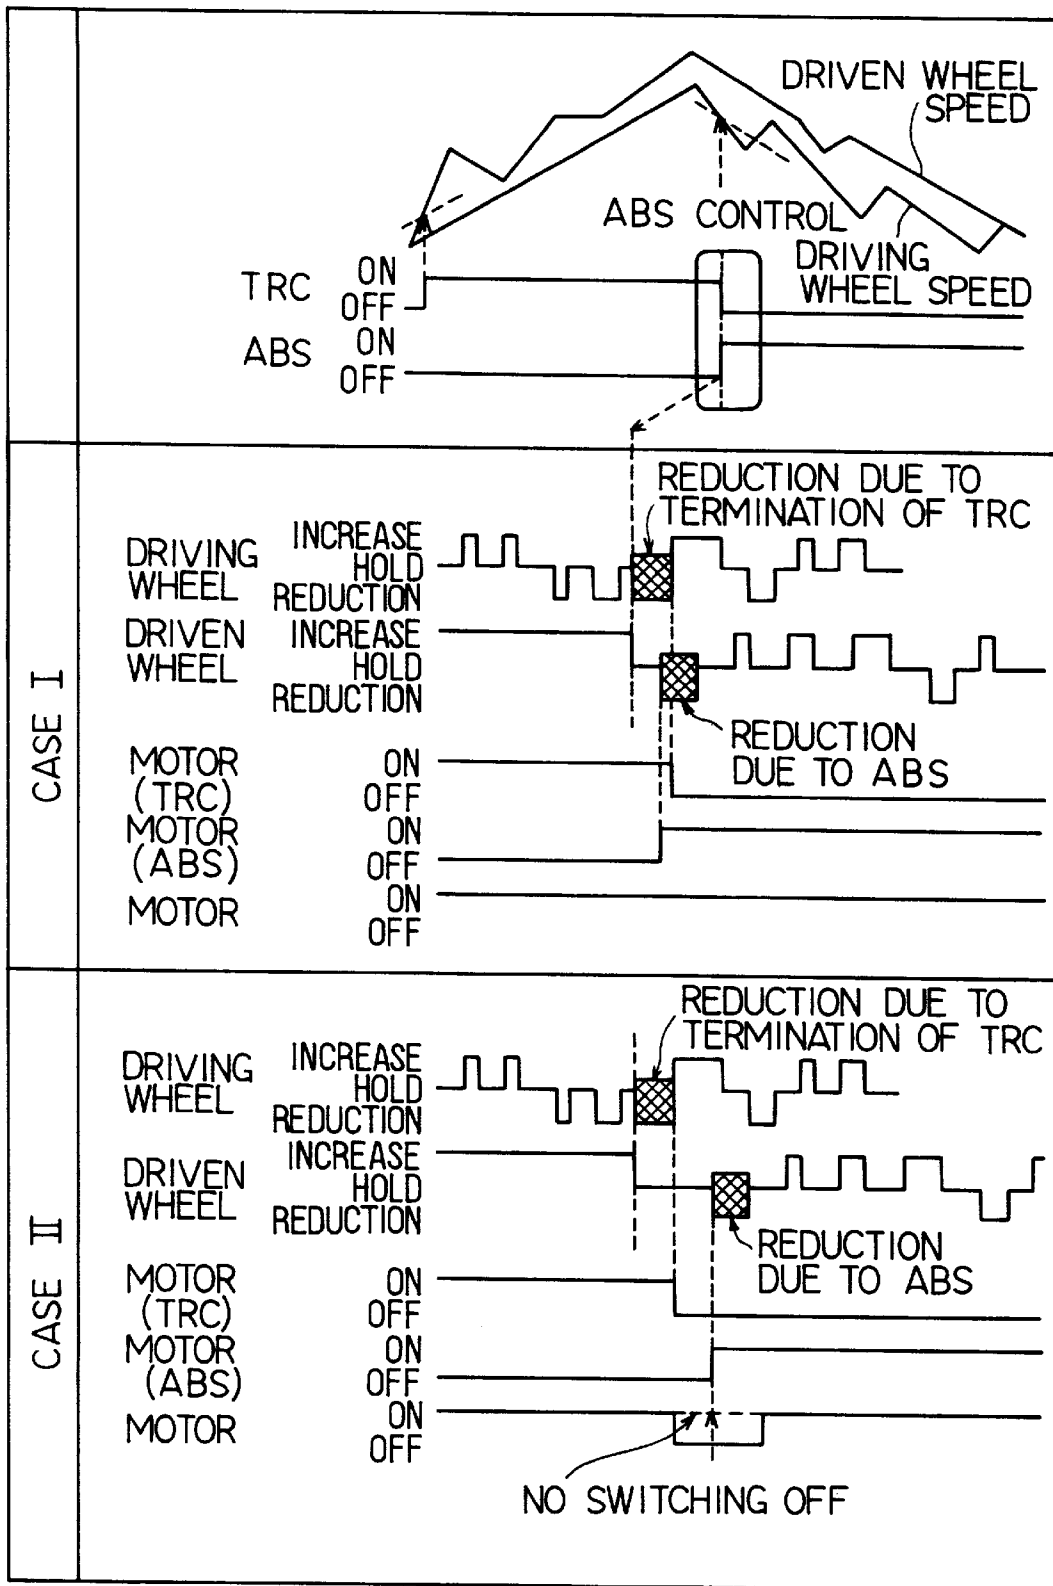 DRIVEN WHEEL
SPEED
ABS CONTROL
DRIVING
WHEEL SPEED
TRC
ON
OFF
ABS
ON
OFF
CASE I
REDUCTION DUE TO
TERMINATION OF TRC
DRIVING
WHEEL
INCREASE
HOLD
REDUCTION
DRIVEN
WHEEL
INCREASE
HOLD
REDUCTION
REDUCTION
DUE TO ABS
MOTOR
(TRC)
ON
OFF
MOTOR
(ABS)
ON
OFF
MOTOR
ON
OFF
CASE II
REDUCTION DUE TO
TERMINATION OF TRC
DRIVING
WHEEL
INCREASE
HOLD
REDUCTION
DRIVEN
WHEEL
INCREASE
HOLD
REDUCTION
REDUCTION
DUE TO ABS
MOTOR
(TRC)
ON
OFF
MOTOR
(ABS)
ON
OFF
MOTOR
ON
OFF
NO SWITCHING OFF